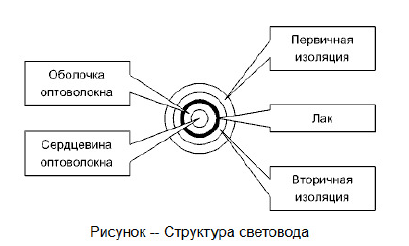 Первичная
изоляция
Оболочка
оптоволокна
Лак
Сердцевина
оптоволокна
Вторичная
изоляция
Рисунок -- Структура световода